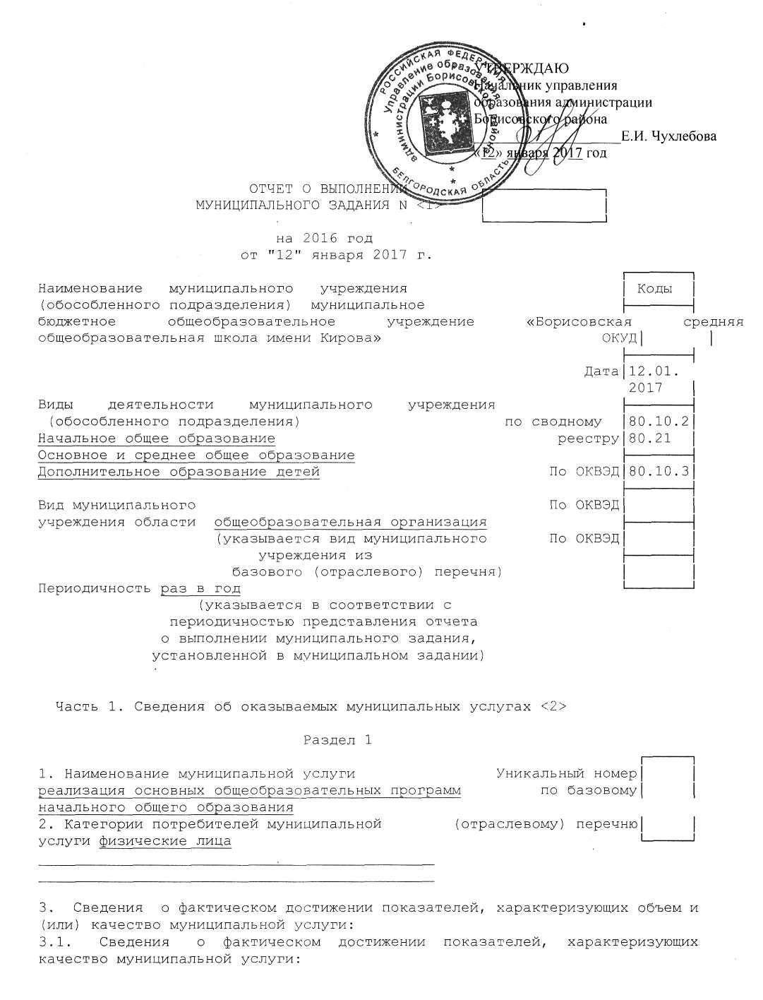 УТВЕРЖДАЮ
Начальник управления
образования администрации
Борисовского района
Е.И. Чухлебова
«12» января 2017 год
РОССИЙСКАЯ ФЕДЕРАЦИЯ
БЕЛГОРОДСКАЯ ОБЛАСТЬ
Управление образования
администрации Борисовского района
ОТЧЕТ О ВЫПОЛНЕНИИ
МУНИЦИПАЛЬНОГО ЗАДАНИЯ N <1>
на 2016 год
от "12" января 2017 г.
Наименование муниципального учреждения Коды
(обособленного подразделения) муниципальное
бюджетное общеобразовательное учреждение «Борисовская средняя
общеобразовательная школа имени Кирова» ОКУД
Дата 12.01.
2017
Виды деятельности муниципального учреждения
(обособленного подразделения) по сводному 80.10.2
Начальное общее образование реестру 80.21
Основное и среднее общее образование
Дополнительное образование детей По ОКВЭД 80.10.3
Вид муниципального По ОКВЭД
учреждения области общеобразовательная организация
(указывается вид муниципального По ОКВЭД
учреждения из
базового (отраслевого) перечня)
Периодичность раз в год
(указывается в соответствии с
периодичностью представления отчета
о выполнении муниципального задания,
установленной в муниципальном задании)
Часть 1. Сведения об оказываемых муниципальных услугах <2>
Раздел 1
1. Наименование муниципальной услуги Уникальный номер
реализация основных общеобразовательных программ по базовому
начального общего образования
2. Категории потребителей муниципальной (отраслевому) перечню
услуги физические лица
3. Сведения о фактическом достижении показателей, характеризующих объем и
(или) качество муниципальной услуги:
3.1. Сведения о фактическом достижении показателей, характеризующих
качество муниципальной услуги: